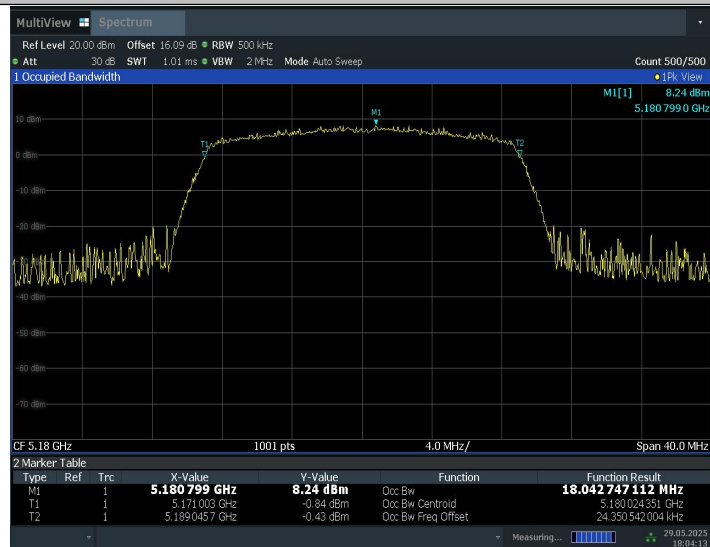 MultiView Spectrum
Ref Level 20.00 dBm Offset 16.09 dB RBW 500 kHz
Att 30 dB SWT 1.01 ms VBW 2 MHz Mode Auto Sweep Count 500/500
1 Occupied Bandwidth 1Pk View
M1[1] 8.24 dBm
5.180 799 0 GHz
M1
10 dBm
T1
T2
0 dBm
-10 dBm
-20 dBm
-40 dBm
-50 dBm
-60 dBm
-70 dBm
CF 5.18 GHz 1001 pts 4.0 MHz/ Span 40.0 MHz
2 Marker Table
Type Ref Trc X-Value Y-Value Function Function Result
M1 1 5.180 799 GHz 8.24 dBm Occ Bw 18.042 747 112 MHz
T1 1 5.171 003 GHz -0.84 dBm Occ Bw Centroid 5.180 024 351 GHz
T2 1 5.189 045 7 GHz -0.43 dBm Occ Bw Freq Offset 24.350 542 004 kHz
Measuring... 29.05.2025
18:04:13